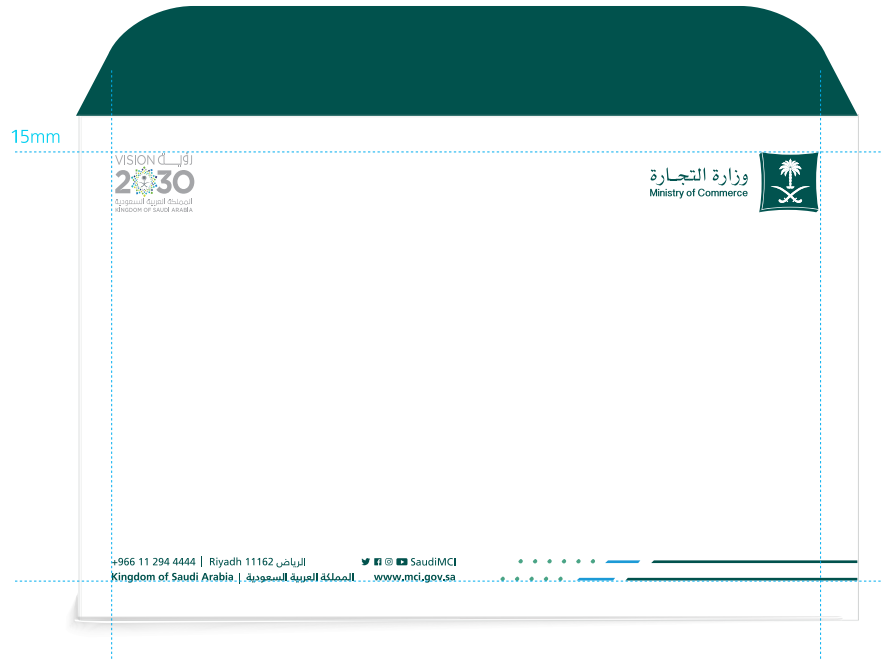 15mm
VISION رؤيـــة
2030
المملكة العربية السعودية
KINGDOM OF SAUDI ARABIA
وزارة التجـارة
Ministry of Commerce
+966 11 294 4444 | Riyadh 11162 الرياض
SaudiMCI
Kingdom of Saudi Arabia | المملكة العربية السعودية
www.mci.gov.sa